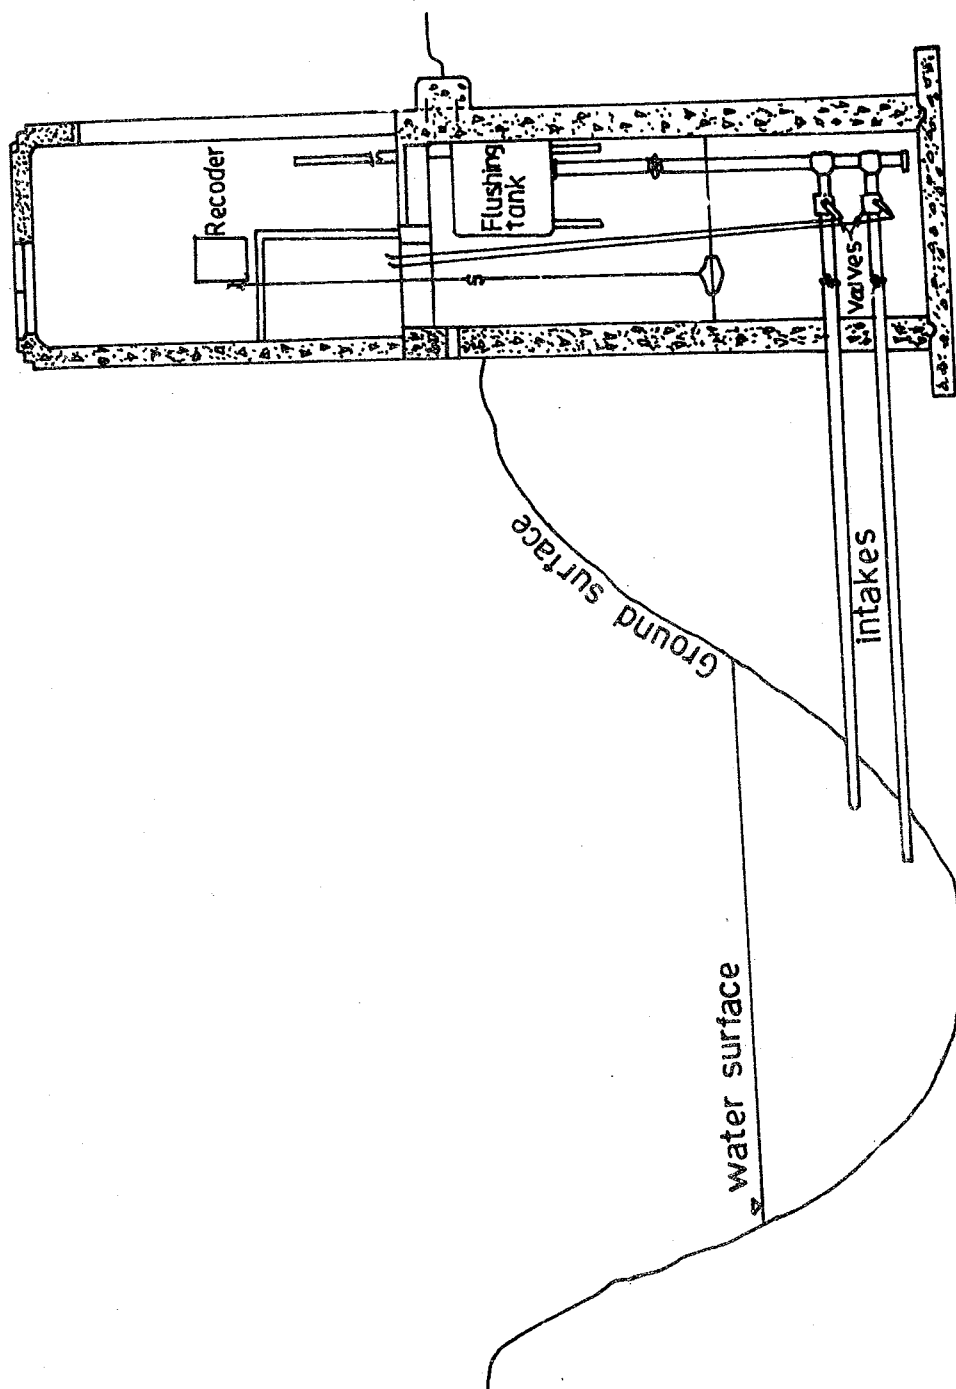 Recoder
Flushing
tank
Valves
intakes
Ground surface
water surface